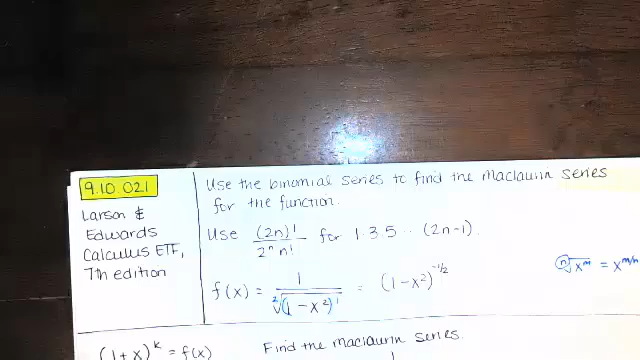 9.10.021
Larson &
Edwards
Calculus ETF,
7th edition
Use the binomial series to find the Maclaurin series
for the function.
Use (2n)!/2ⁿ n! for 1·3·5·· (2n-1).
f(x) = 1/²√(1-x²)¹ = (1-x²)^-1/2
ⁿ√xᵐ = x^m/n
(1+x)^k = f(x)
Find the maclaurin series.